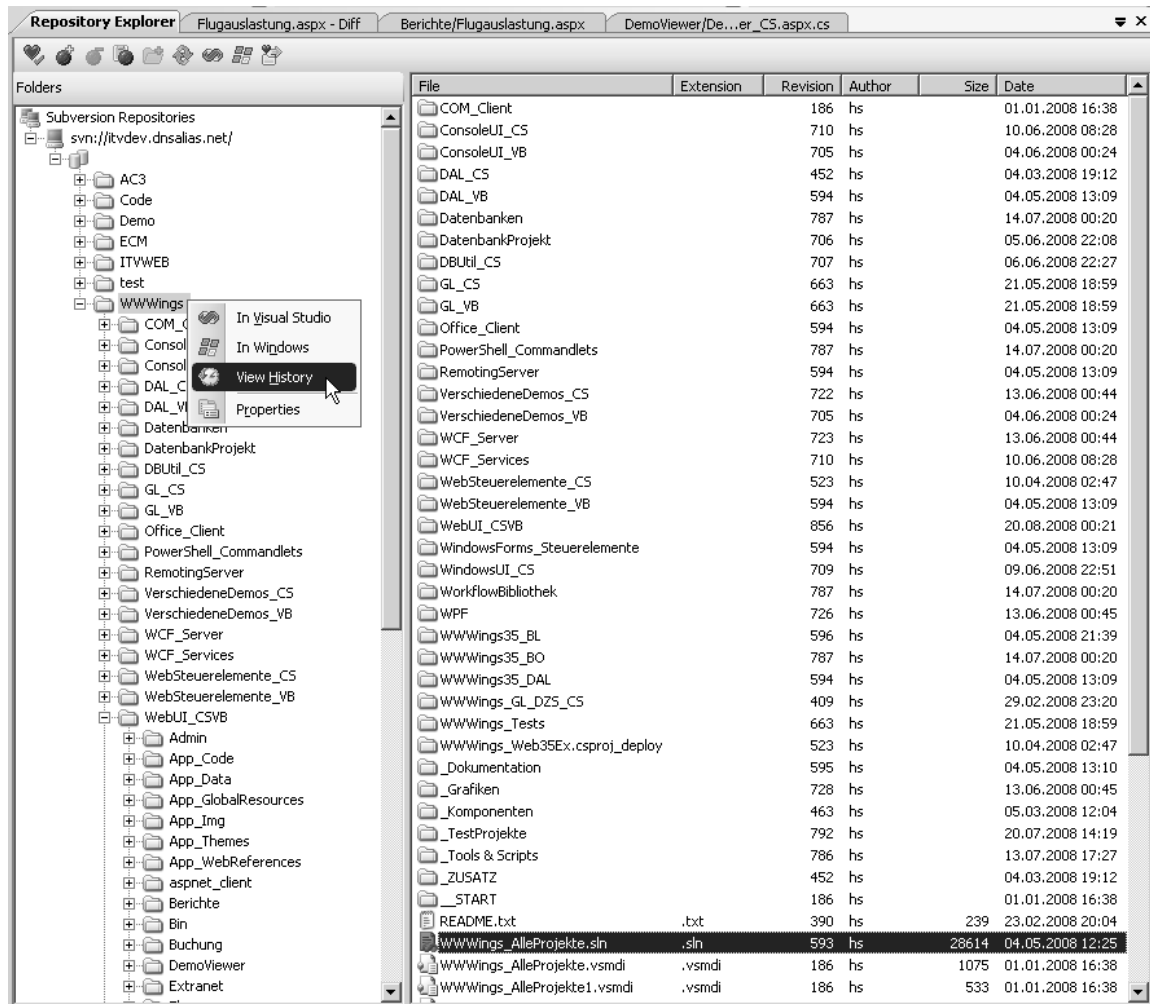 Repository Explorer Flugauslastung.aspx - Diff Berichte/Flugauslastung.aspx DemoViewer/De...er_CS.aspx.cs
Folders
Subversion Repositories
svn://itvdev.dnsalias.net/
AC3
Code
Demo
ECM
ITVWEB
test
WWWings
COM_C
Consol
Consol
DAL_C
DAL_V
Datenbanken
DatenbankProjekt
DBUtil_CS
GL_CS
GL_VB
Office_Client
PowerShell_Commandlets
RemotingServer
VerschiedeneDemos_CS
VerschiedeneDemos_VB
WCF_Server
WCF_Services
WebSteuerelemente_CS
WebSteuerelemente_VB
WebUI_CSVB
Admin
App_Code
App_Data
App_GlobalResources
App_Img
App_Themes
App_WebReferences
aspnet_client
Berichte
Bin
Buchung
DemoViewer
Extranet
In Visual Studio
In Windows
View History
Properties
File Extension Revision Author Size Date
COM_Client 186 hs 01.01.2008 16:38
ConsoleUI_CS 710 hs 10.06.2008 08:28
ConsoleUI_VB 705 hs 04.06.2008 00:24
DAL_CS 452 hs 04.03.2008 19:12
DAL_VB 594 hs 04.05.2008 13:09
Datenbanken 787 hs 14.07.2008 00:20
DatenbankProjekt 706 hs 05.06.2008 22:08
DBUtil_CS 707 hs 06.06.2008 22:27
GL_CS 663 hs 21.05.2008 18:59
GL_VB 663 hs 21.05.2008 18:59
Office_Client 594 hs 04.05.2008 13:09
PowerShell_Commandlets 787 hs 14.07.2008 00:20
RemotingServer 594 hs 04.05.2008 13:09
VerschiedeneDemos_CS 722 hs 13.06.2008 00:44
VerschiedeneDemos_VB 705 hs 04.06.2008 00:24
WCF_Server 723 hs 13.06.2008 00:44
WCF_Services 710 hs 10.06.2008 08:28
WebSteuerelemente_CS 523 hs 10.04.2008 02:47
WebSteuerelemente_VB 594 hs 04.05.2008 13:09
WebUI_CSVB 856 hs 20.08.2008 00:21
WindowsForms_Steuerelemente 594 hs 04.05.2008 13:09
WindowsUI_CS 709 hs 09.06.2008 22:51
WorkflowBibliothek 787 hs 14.07.2008 00:20
WPF 726 hs 13.06.2008 00:45
WWWings35_BL 596 hs 04.05.2008 21:39
WWWings35_BO 787 hs 14.07.2008 00:20
WWWings35_DAL 594 hs 04.05.2008 13:09
WWWings_GL_DZS_CS 409 hs 29.02.2008 23:20
WWWings_Tests 663 hs 21.05.2008 18:59
WWWings_Web35Ex.csproj_deploy 523 hs 10.04.2008 02:47
_Dokumentation 595 hs 04.05.2008 13:10
_Grafiken 728 hs 13.06.2008 00:45
_Komponenten 463 hs 05.03.2008 12:04
_TestProjekte 792 hs 20.07.2008 14:19
_Tools & Scripts 786 hs 13.07.2008 17:27
_ZUSATZ 452 hs 04.03.2008 19:12
__START 186 hs 01.01.2008 16:38
README.txt .txt 390 hs 239 23.02.2008 20:04
WWWings_AlleProjekte.sln .sln 593 hs 28614 04.05.2008 12:25
WWWings_AlleProjekte.vsmdi .vsmdi 186 hs 1075 01.01.2008 16:38
WWWings_AlleProjekte1.vsmdi .vsmdi 186 hs 533 01.01.2008 16:38